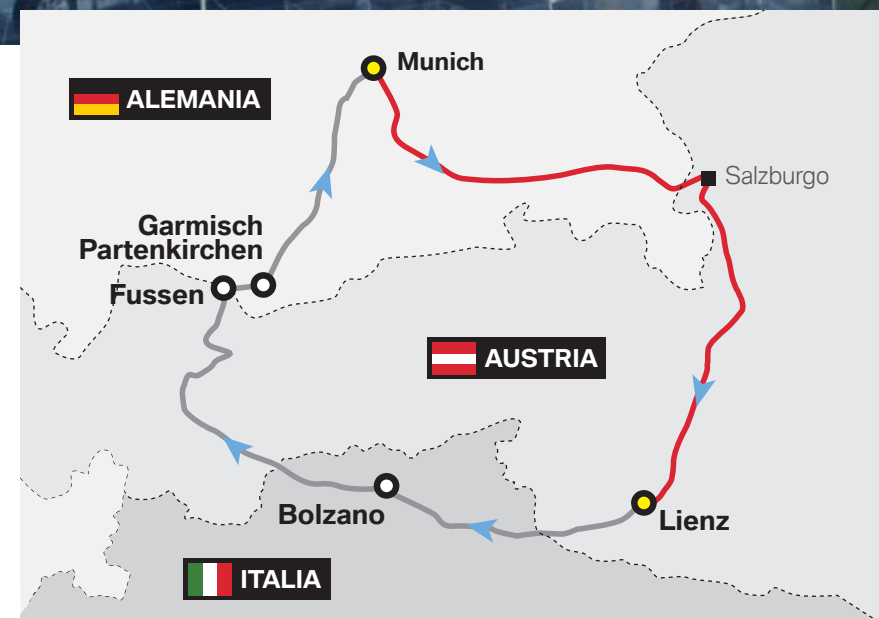 Munich
ALEMANIA
Salzburgo
Garmisch
Partenkirchen
Fussen
AUSTRIA
Bolzano
Lienz
ITALIA